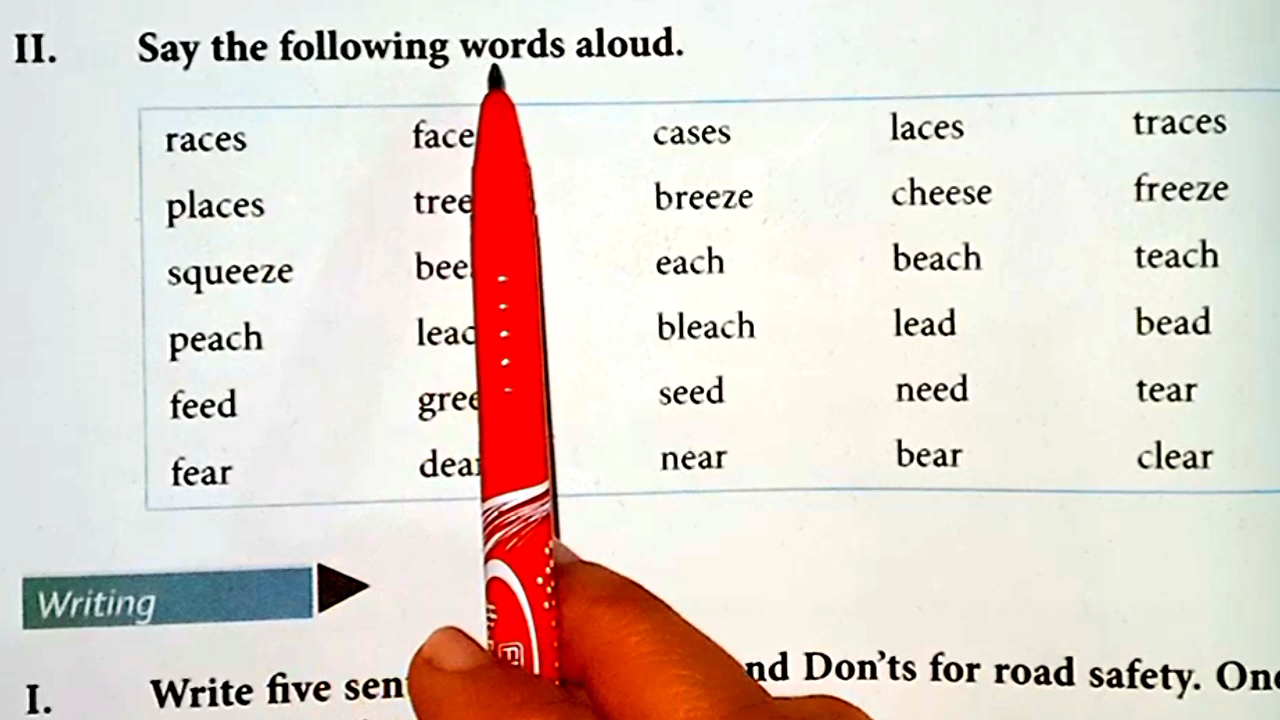 II. Say the following words aloud.
races cases laces traces
places breeze cheese freeze
squeeze each beach teach
peach bleach lead bead
feed seed need tear
fear near bear clear
Writing
I. Write five nd Don'ts for road safety.